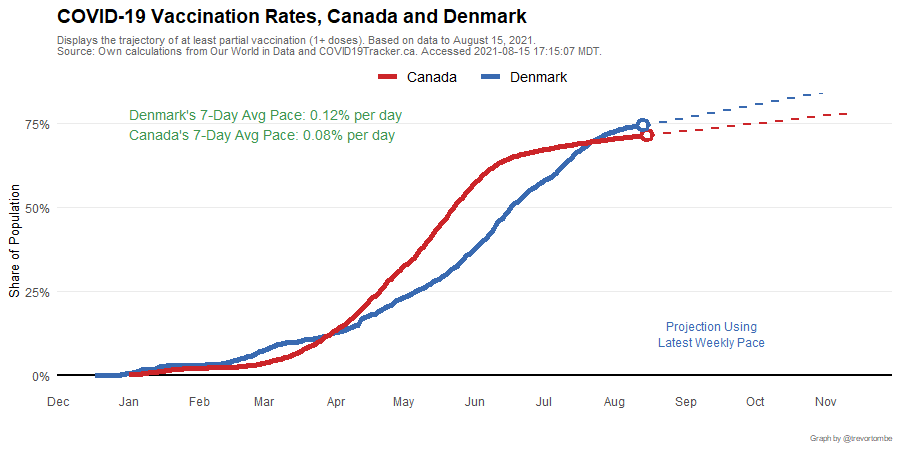 COVID-19 Vaccination Rates, Canada and Denmark
Displays the trajectory of at least partial vaccination (1+ doses). Based on data to August 15, 2021.
Source: Own calculations from Our World in Data and COVID19Tracker.ca. Accessed 2021-08-15 17:15:07 MDT.
Canada Denmark
Denmark's 7-Day Avg Pace: 0.12% per day
Canada's 7-Day Avg Pace: 0.08% per day
75%
50%
25%
0%
Share of Population
Projection Using
Latest Weekly Pace
Dec Jan Feb Mar Apr May Jun Jul Aug Sep Oct Nov
Graph by @trevortombe